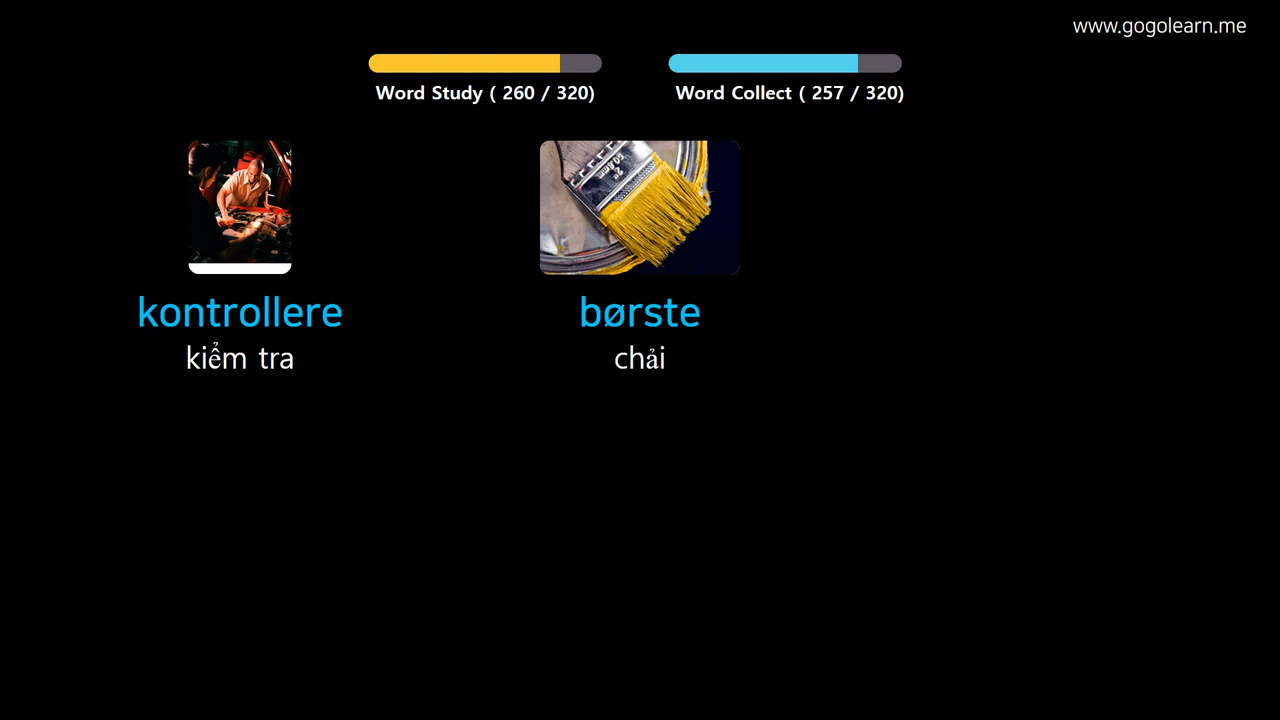 www.gogolearn.me
Word Study ( 260 / 320)
Word Collect ( 257 / 320)
kontrollere
kiểm tra
børste
chải